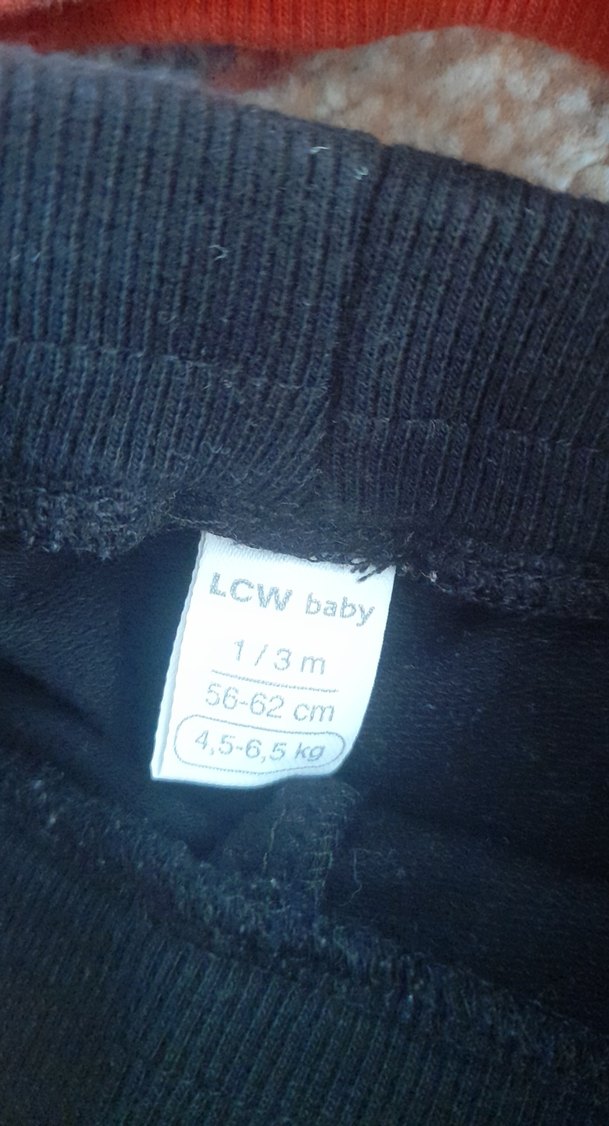 LCW baby
1 / 3 m
56-62 cm
4,5-6,5 kg